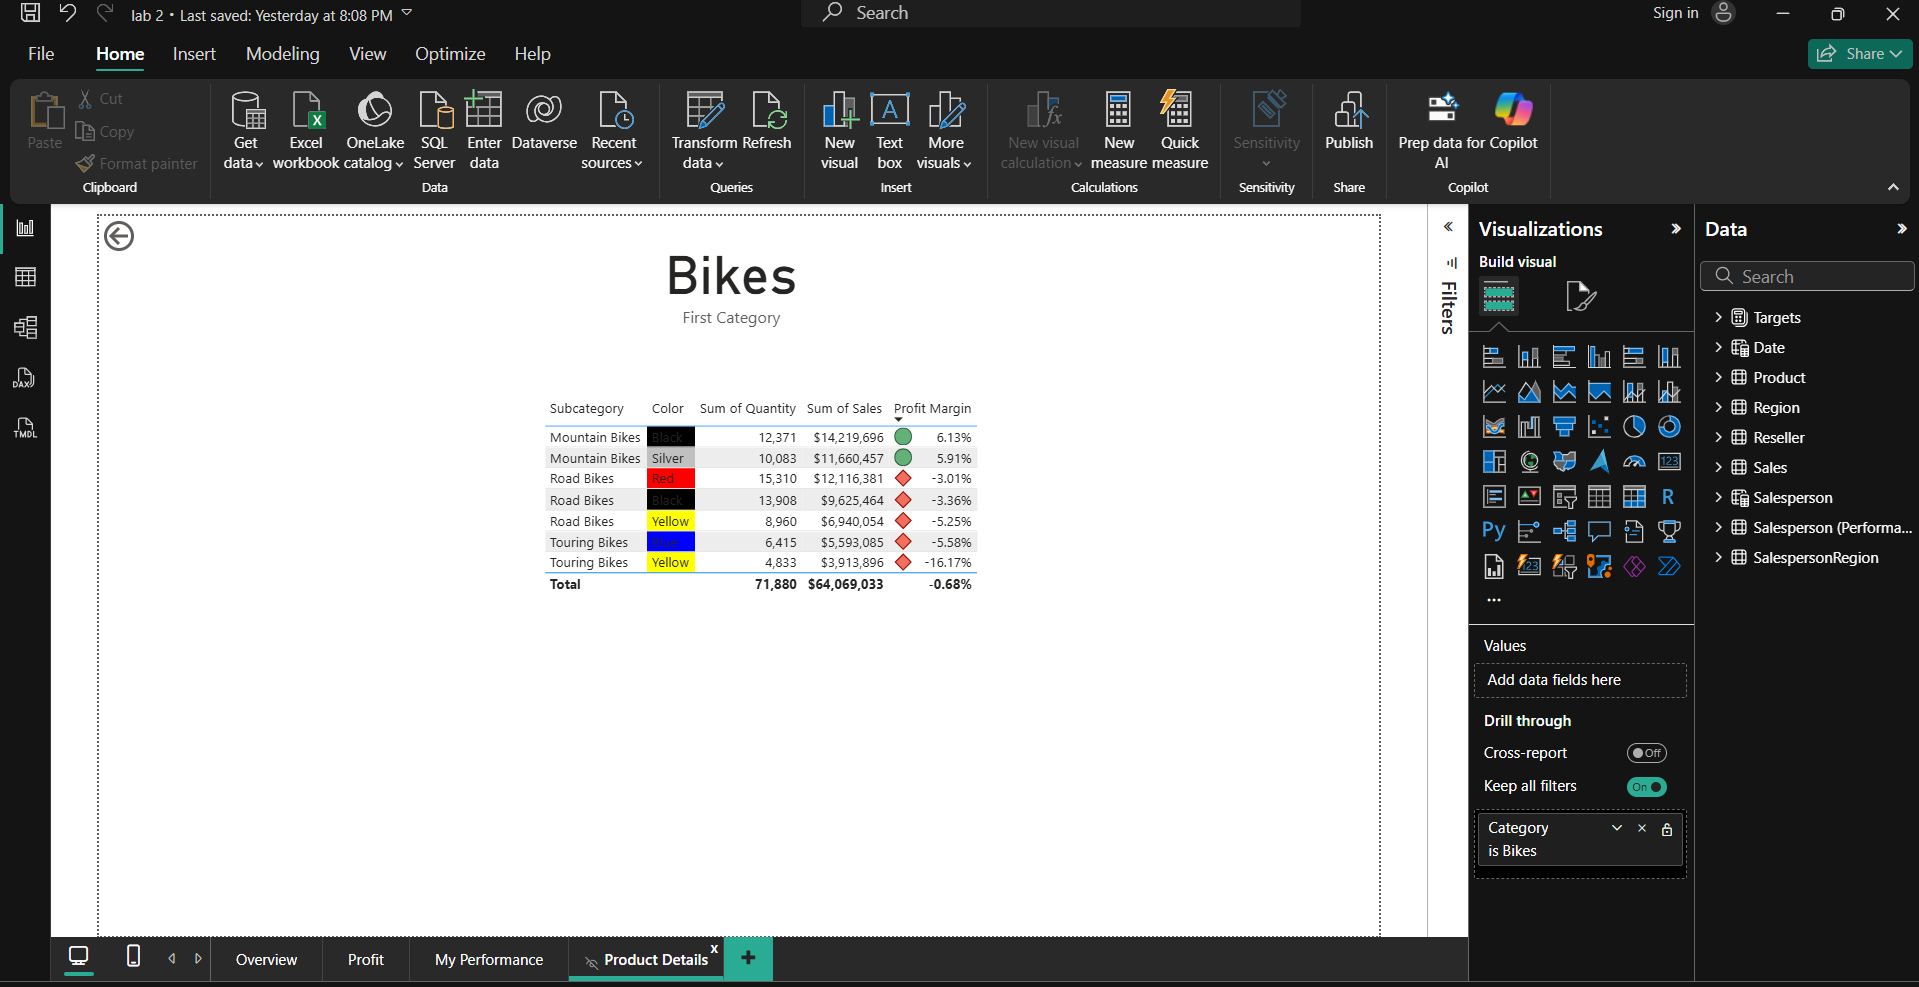 lab 2 • Last saved: Yesterday at 8:08 PM
Search
Sign in
File Home Insert Modeling View Optimize Help
Share
Paste
Cut
Copy
Format painter
Clipboard
Get data
Excel workbook
OneLake catalog
SQL Server
Enter data
Dataverse
Recent sources
Data
Transform data
Refresh
Queries
New visual
Text box
More visuals
Insert
New visual calculation
New measure
Quick measure
Calculations
Sensitivity
Sensitivity
Publish
Share
Prep data for AI
Copilot
Copilot
DAX
TMDL
Bikes
First Category
Subcategory Color Sum of Quantity Sum of Sales Profit Margin
Mountain Bikes Black 12,371 $14,219,696 6.13%
Mountain Bikes Silver 10,083 $11,660,457 5.91%
Road Bikes Red 15,310 $12,116,381 -3.01%
Road Bikes Black 13,908 $9,625,464 -3.36%
Road Bikes Yellow 8,960 $6,940,054 -5.25%
Touring Bikes Blue 6,415 $5,593,085 -5.58%
Touring Bikes Yellow 4,833 $3,913,896 -16.17%
Total 71,880 $64,069,033 -0.68%
Filters
Visualizations
Build visual
123
R
Py
123
...
Values
Add data fields here
Drill through
Cross-report Off
Keep all filters On
Category
is Bikes
Data
Search
Targets
Date
Product
Region
Reseller
Sales
Salesperson
Salesperson (Performa...
SalespersonRegion
Overview
Profit
My Performance
Product Details
x
+